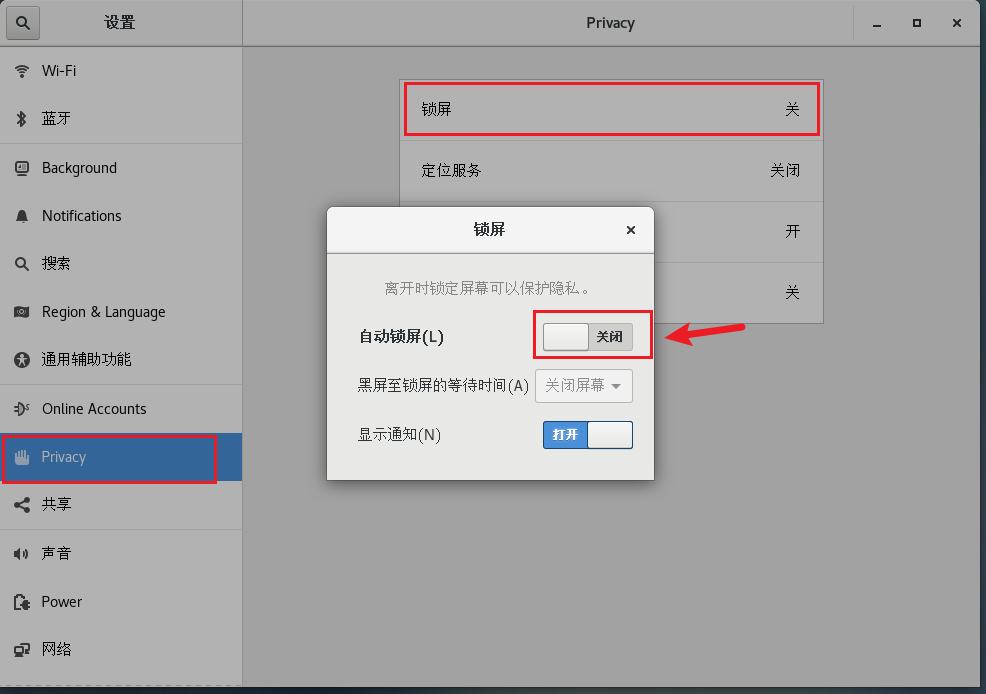 设置
Privacy
Wi-Fi
蓝牙
Background
Notifications
搜索
Region & Language
通用辅助功能
Online Accounts
Privacy
共享
声音
Power
网络
锁屏 关
定位服务 关闭
开
关
锁屏
离开时锁定屏幕可以保护隐私。
自动锁屏(L) 关闭
黑屏至锁屏的等待时间(A) 关闭屏幕
显示通知(N) 打开